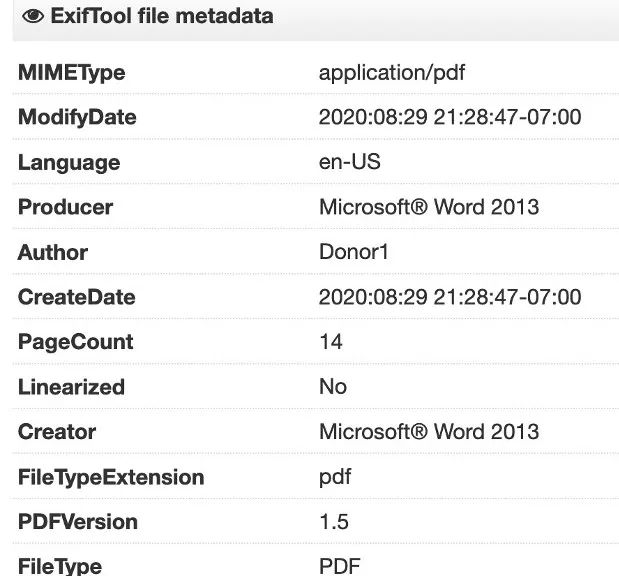 ExifTool file metadata
MIMEType application/pdf
ModifyDate 2020:08:29 21:28:47-07:00
Language en-US
Producer Microsoft® Word 2013
Author Donor1
CreateDate 2020:08:29 21:28:47-07:00
PageCount 14
Linearized No
Creator Microsoft® Word 2013
FileTypeExtension pdf
PDFVersion 1.5
FileType PDF